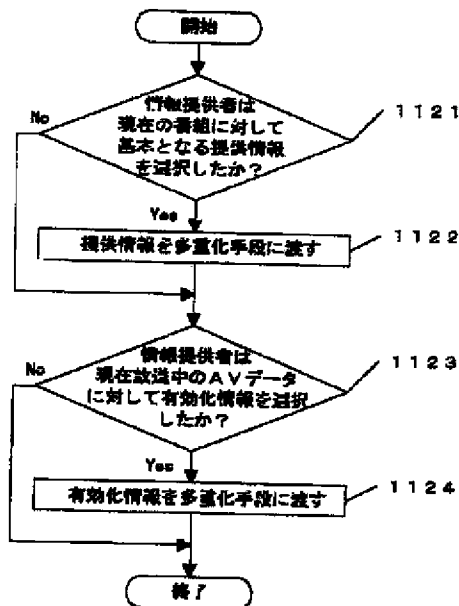 開始
情報提供者は
現在の番組に対して
基本となる提供情報
を選択したか？
No
1121
Yes
提供情報を多重化手段に渡す
1122
情報提供者は
現在放送中のAVデータ
に対して有効化情報を選択
したか？
No
1123
Yes
有効化情報を多重化手段に渡す
1124
終了